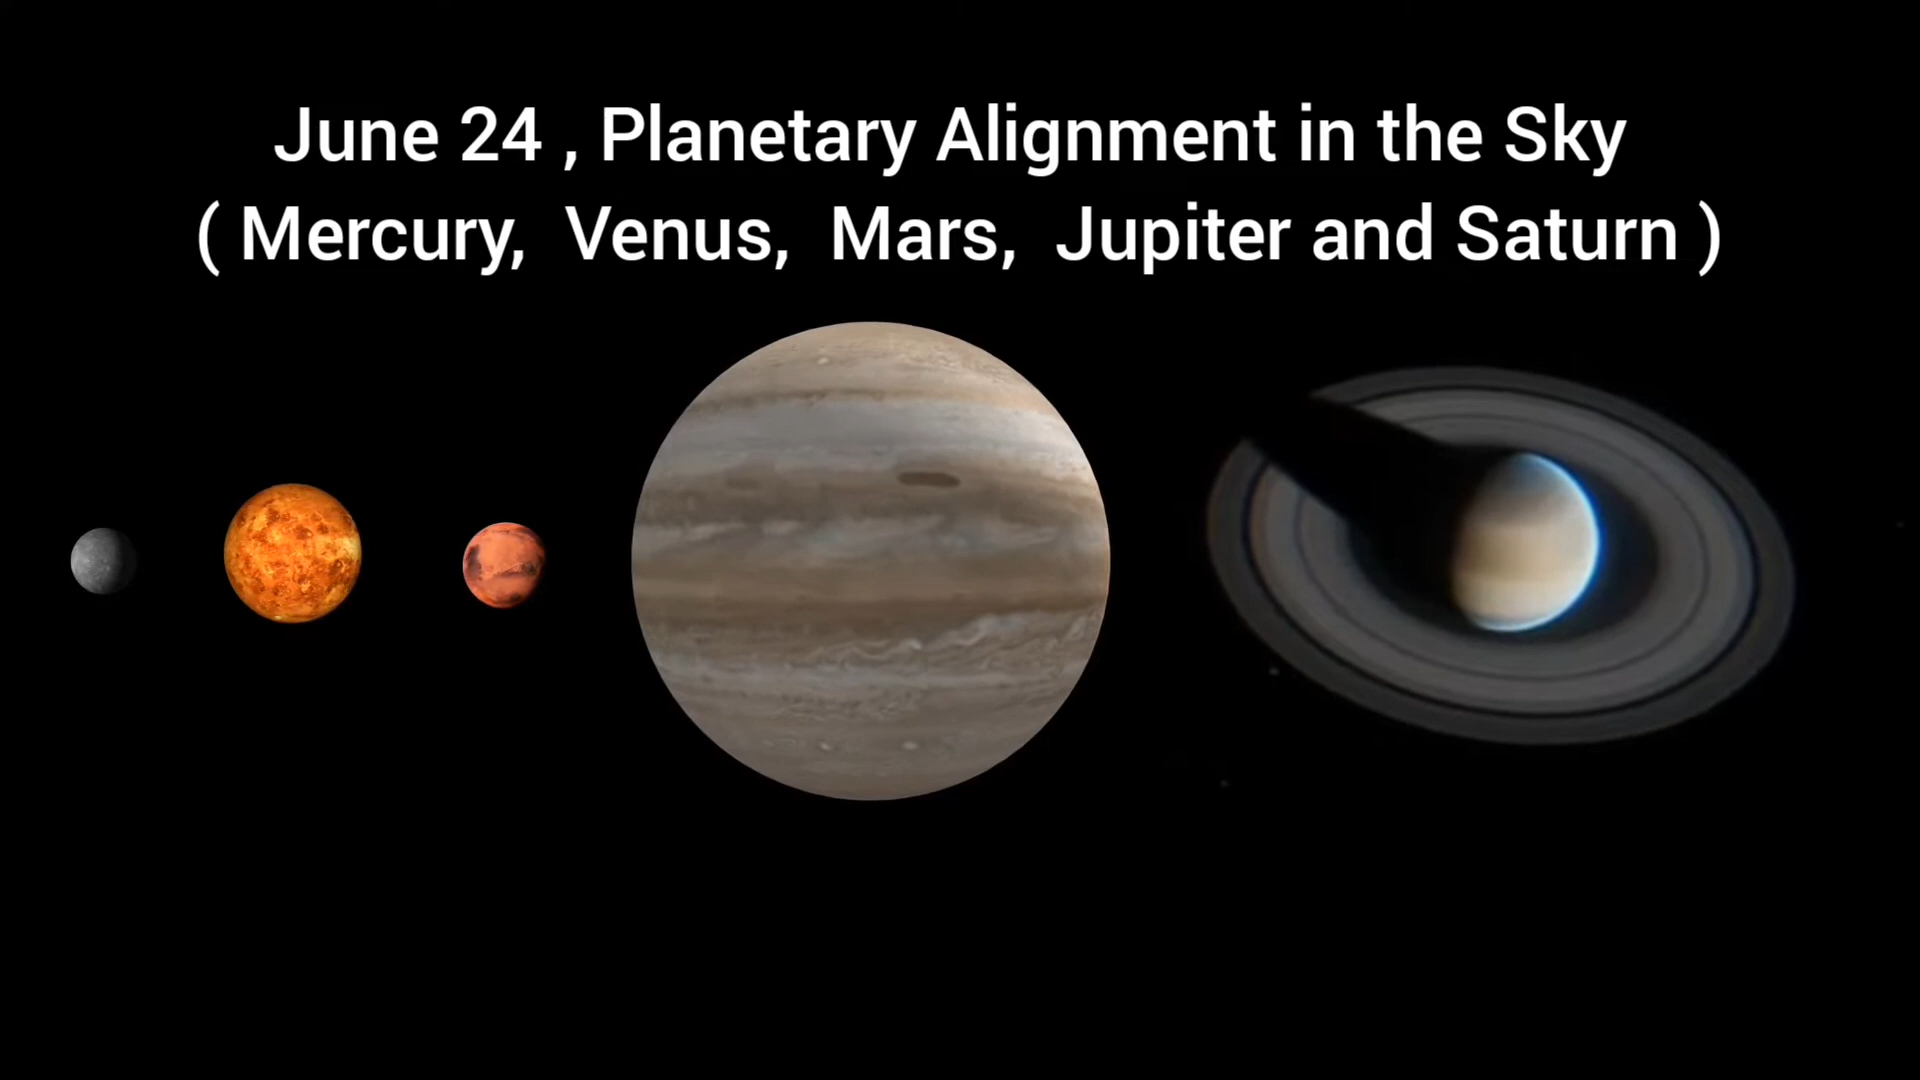 June 24 , Planetary Alignment in the Sky
( Mercury, Venus, Mars, Jupiter and Saturn )